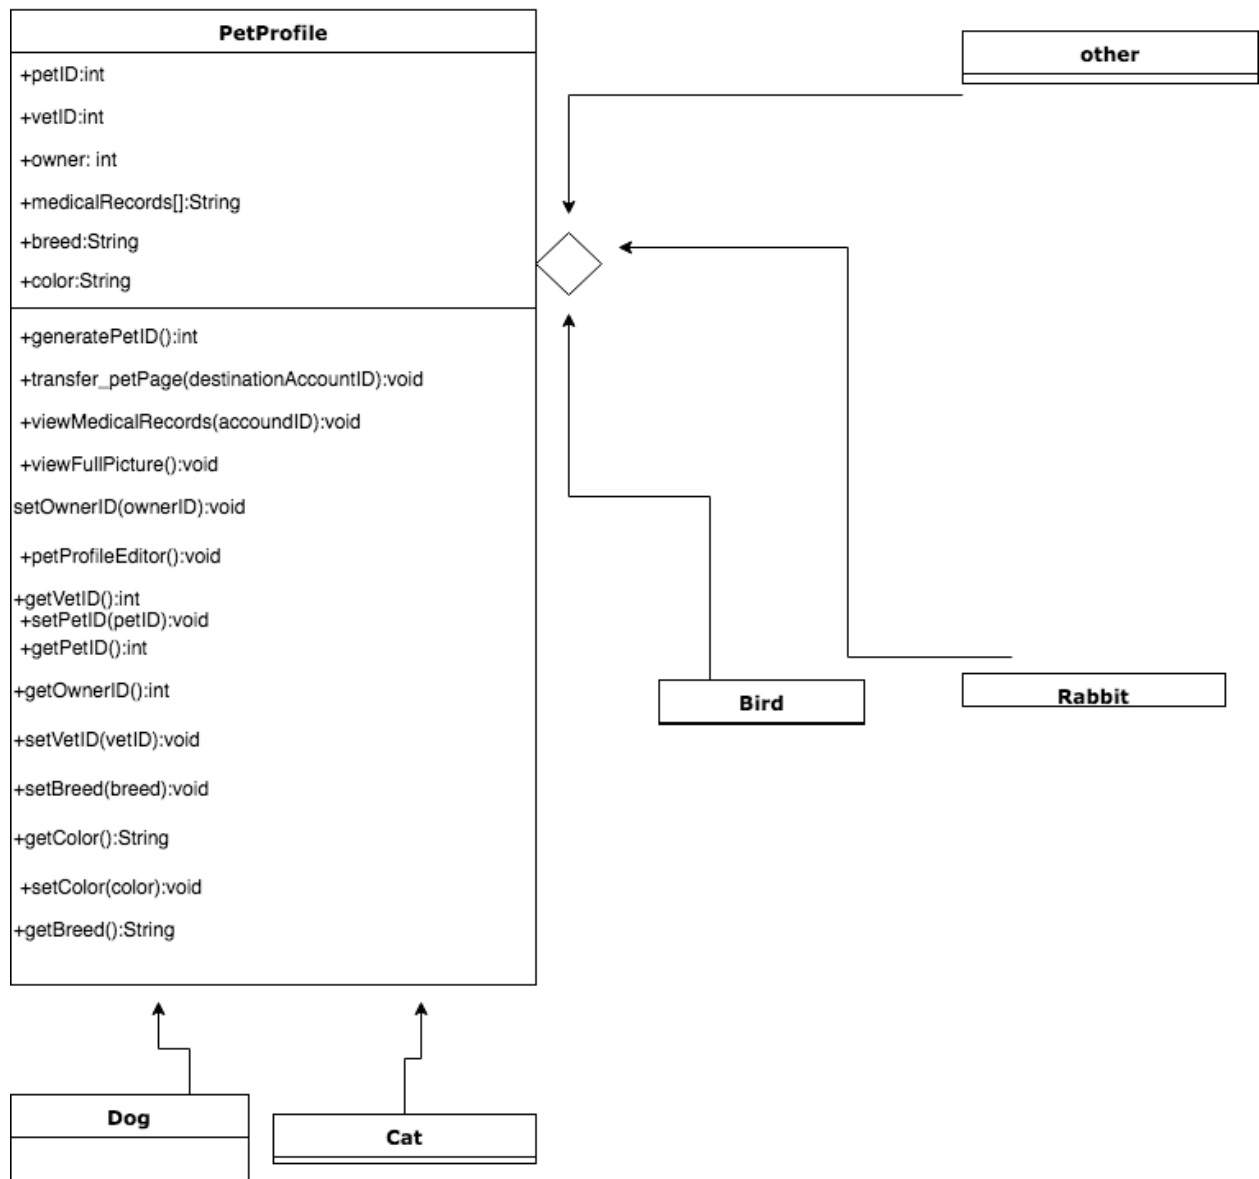 PetProfile
+petID:int
+vetID:int
+owner: int
+medicalRecords[]:String
+breed:String
+color:String
+generatePetID():int
+transfer_petPage(destinationAccountID):void
+viewMedicalRecords(accoundID):void
+viewFullPicture():void
setOwnerID(ownerID):void
+petProfileEditor():void
+getVetID():int
+setPetID(petID):void
+getPetID():int
+getOwnerID():int
+setVetID(vetID):void
+setBreed(breed):void
+getColor():String
+setColor(color):void
+getBreed():String
other
Bird
Rabbit
Dog
Cat